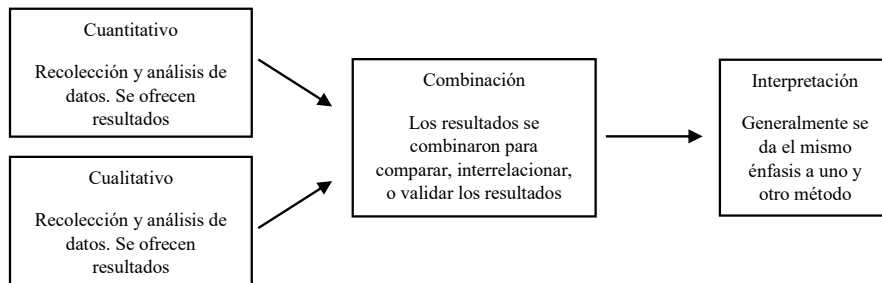 Cuantitativo
Recolección y análisis de
datos. Se ofrecen
resultados
Cualitativo
Recolección y análisis de
datos. Se ofrecen
resultados
Combinación
Los resultados se
combinaron para
comparar, interrelacionar,
o validar los resultados
Interpretación
Generalmente se
da el mismo
énfasis a uno y
otro método